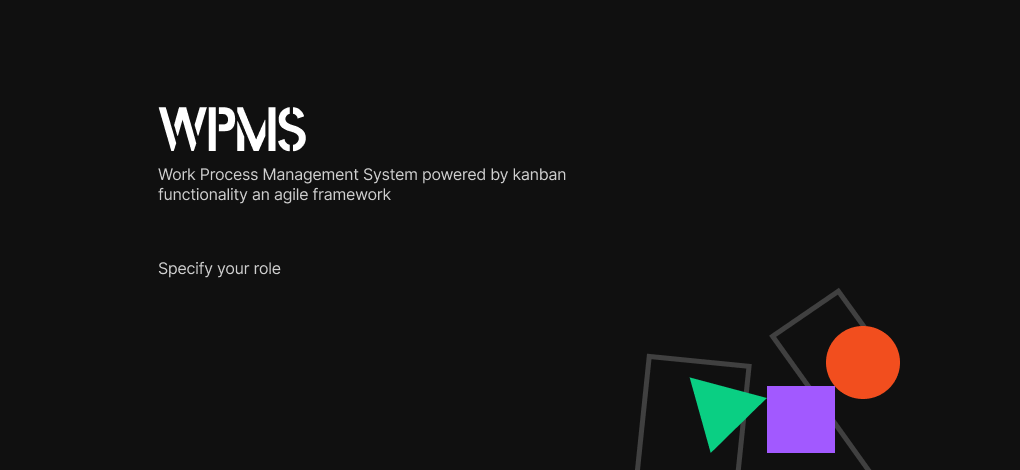 WPMS
Work Process Management System powered by kanban
functionality an agile framework
Specify your role